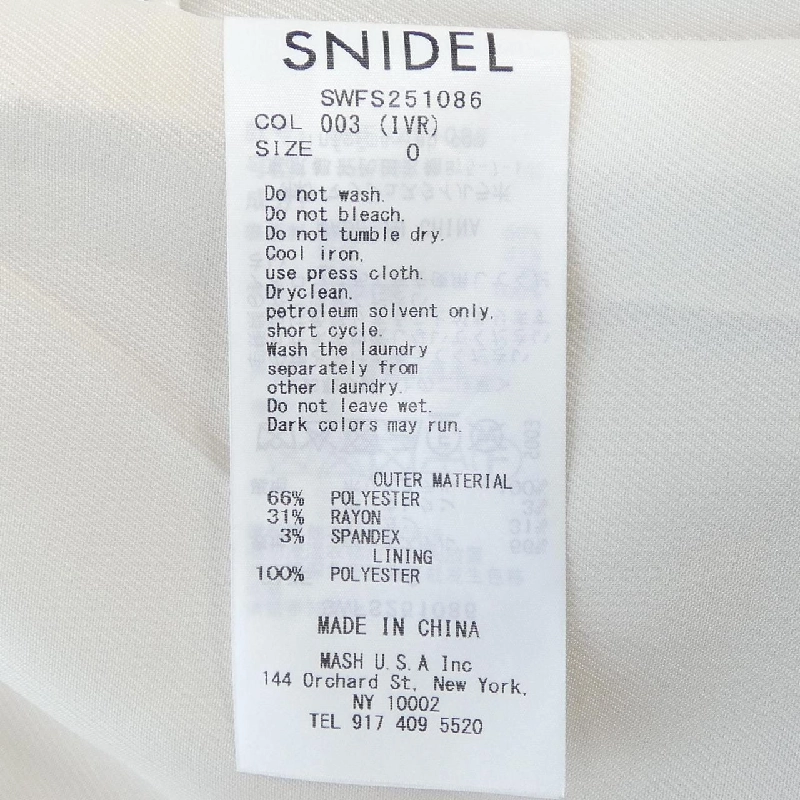 SNIDEL
SWFS251086
COL 003 (IVR)
SIZE 0
Do not wash.
Do not bleach.
Do not tumble dry.
Cool iron,
use press cloth.
Dryclean,
petroleum solvent only,
short cycle.
Wash the laundry
separately from
other laundry.
Do not leave wet.
Dark colors may run.
OUTER MATERIAL
66% POLYESTER
31% RAYON
3% SPANDEX
LINING
100% POLYESTER
MADE IN CHINA
MASH U.S.A Inc
144 Orchard St, New York,
NY 10002
TEL 917 409 5520